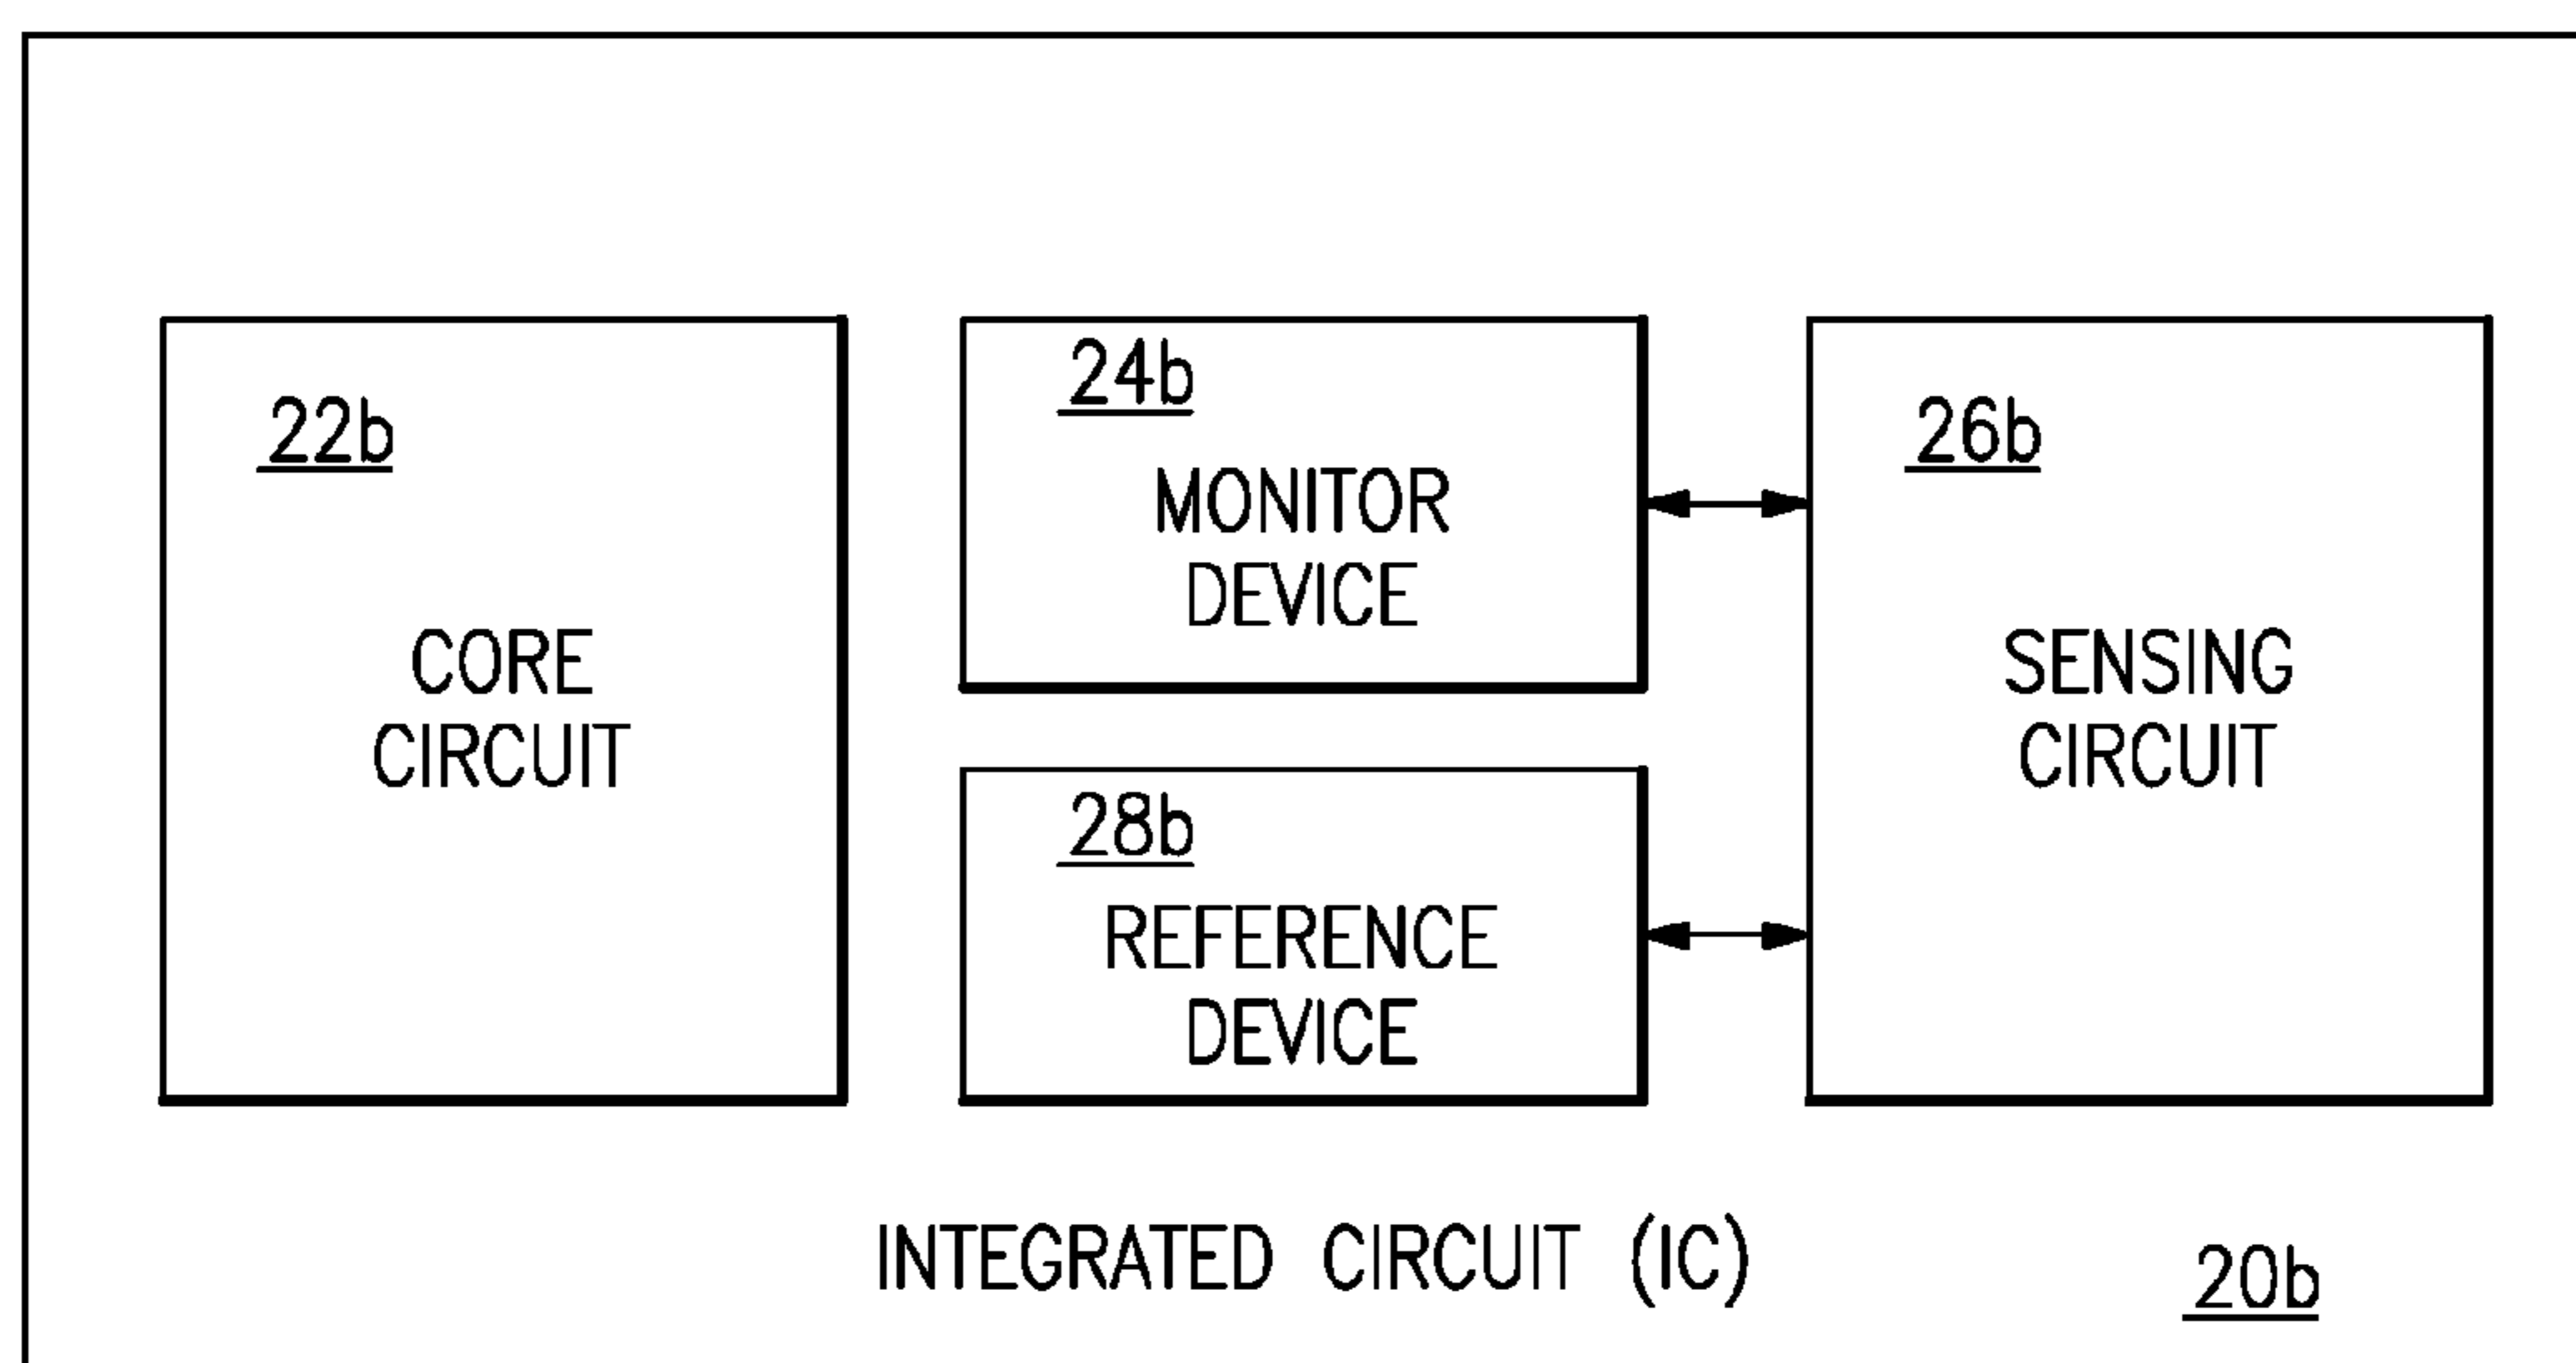 22b
CORE
CIRCUIT
24b
MONITOR
DEVICE
28b
REFERENCE
DEVICE
26b
SENSING
CIRCUIT
INTEGRATED CIRCUIT (IC)
20b